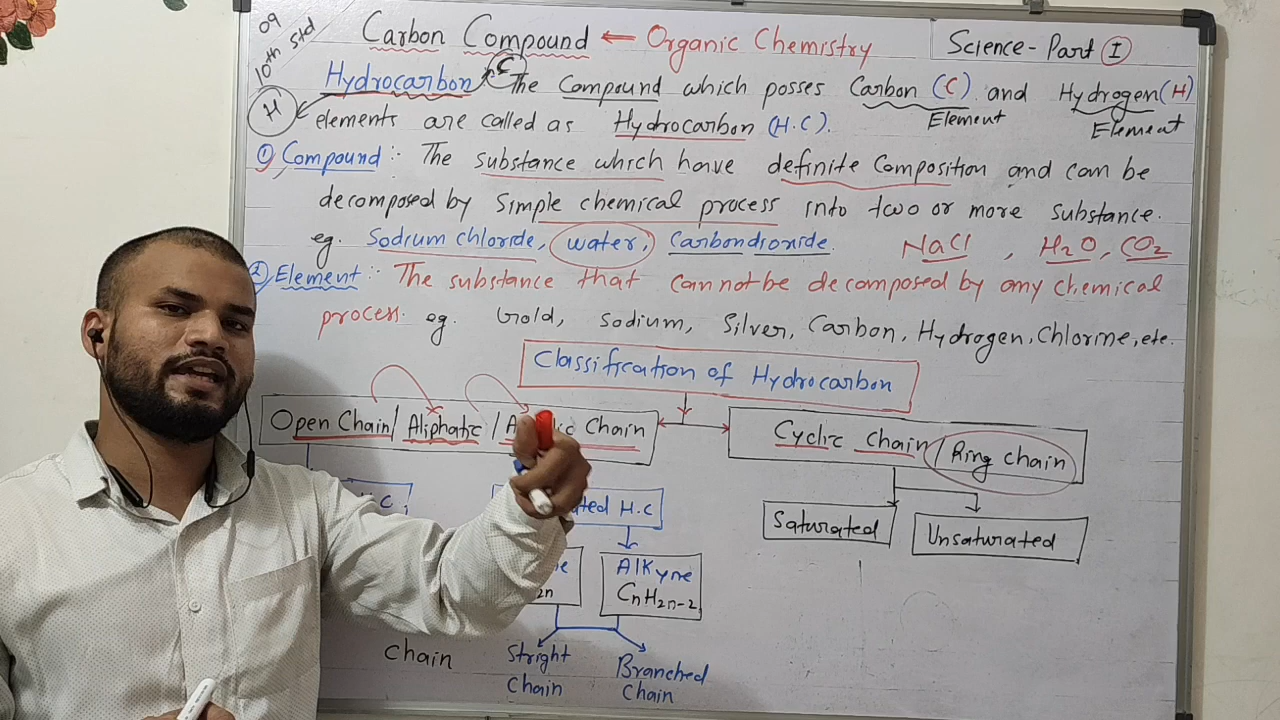 09
10th std
Carbon Compound ← Organic Chemistry
Science-Part I
Hydrocarbon C The Compound which posses Carbon (C) and Hydrogen(H)
H elements are called as Hydrocarbon (H.C).
Element
Element
① Compound :- The substance which have definite Composition and can be
decomposed by simple chemical process into two or more substance.
eg. Sodium chloride, water, Carbondioxide. NaCl, H2O, CO2
② Element :- The substance that cannot be decomposed by any chemical
process. eg. Gold, Sodium, Silver, Carbon, Hydrogen, Chlorine, etc.
Classification of Hydrocarbon
Open Chain/ Aliphatic / Chain
Cyclic chain/ Ring chain
H.C
Saturated
Unsaturated
Alkyne
CnH2n-2
Chain
Stright
Chain
Branched
Chain